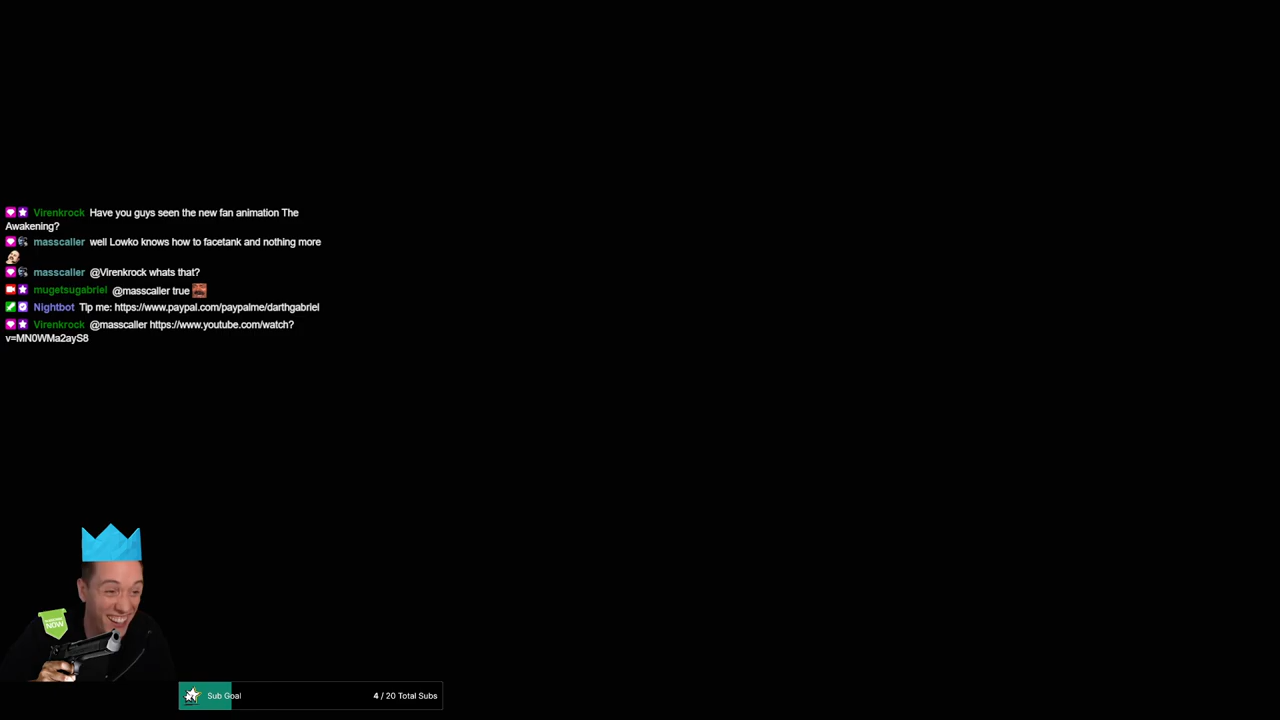 Virenkrock Have you guys seen the new fan animation The
Awakening?
masscaller well Lowko knows how to facetank and nothing more
masscaller @Virenkrock whats that?
mugetsugabriel @masscaller true
Nightbot Tip me: https://www.paypal.com/paypalme/darthgabriel
Virenkrock @masscaller https://www.youtube.com/watch?
v=MN0WMa2ayS8
SUBSCRIBE
NOW
Sub Goal 4 / 20 Total Subs